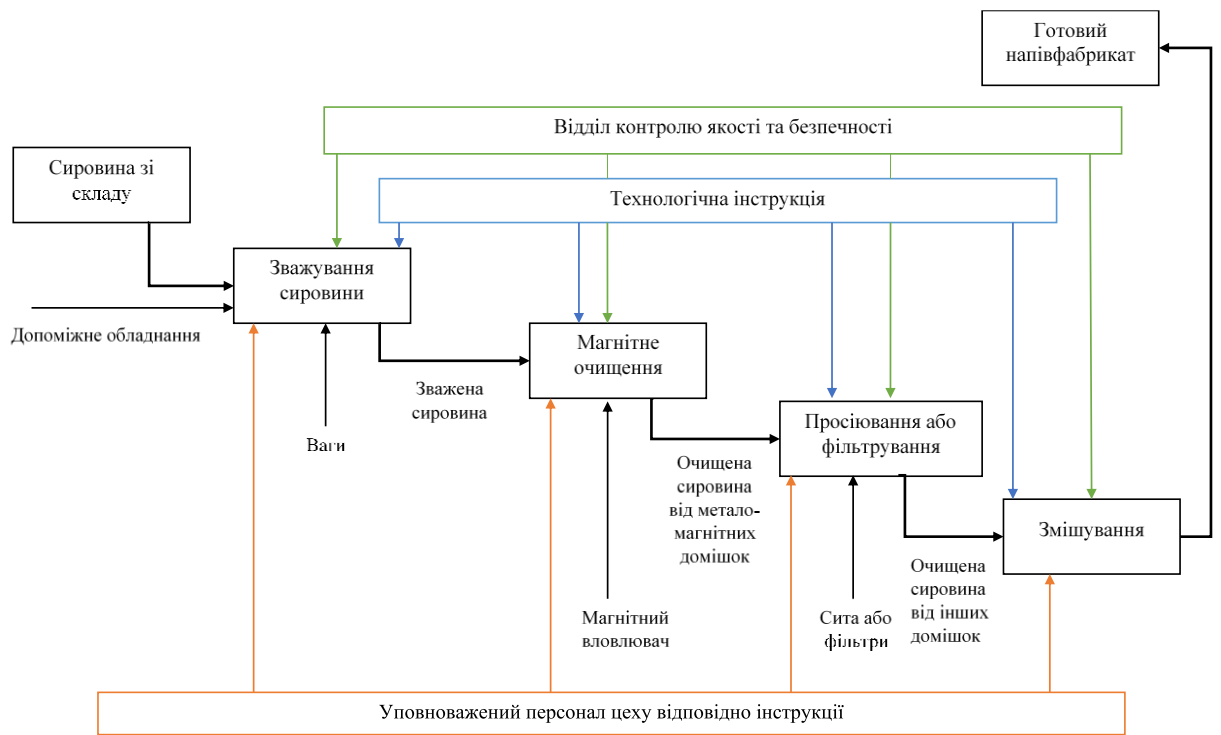 Готовий
напівфабрикат
Відділ контролю якості та безпечності
Сировина зі
складу
Технологічна інструкція
Зважування
сировини
Допоміжне обладнання
Магнітне
очищення
Зважена
сировина
Ваги
Просіювання або
фільтрування
Очищена
сировина
від метало-
магнітних
домішок
Змішування
Очищена
сировина
від інших
домішок
Магнітний
вловлювач
Сита або
фільтри
Уповноважений персонал цеху відповідно інструкції